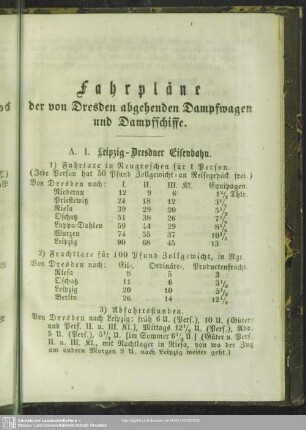 Fahrpläne
der von Dresden abgehenden Dampfwagen
und Dampfschiffe.
A. I. Leipzig-Dresdner Eisenbahn.
1) Fahrtaxe in Neugroschen für 1 Person.
(Jede Person hat 50 Pfund Zollgewicht an Reisegepäck frei.)
Von Dresden nach: I. II. III. Kl. Equipagen.
Niederau 12 9 6 Thlr.
Priestewitz 24 18 12
Riesa 39 29 20
Oschatz 51 38 26
Luppa-Dahlen 59 44 29
Wurzen 74 55 37
Leipzig 90 68 45 13
2) Frachttaxe für 100 Pfund Zollgewicht, in Ngr.
Von Dresden nach: Eil-, Ordinäre, Productenfracht.
Riesa 8 5 3
Oschatz 11 6
Leipzig 20 10
Berlin 26 14
3) Abfahrtsstunden.
Von Dresden nach Leipzig: früh 6 U. (Pers.), 10 U. (Güter-
und Pers. II. u. III. Kl.), Mittags U. (Pers.), Abd.
5 U. (Pers.), U. [im Sommer U.] (Güter u. Perf.
II. u. III. Kl., mit Nachtlager in Riesa, von wo der Zug
am andern Morgen 5 U. nach Leipzig weiter geht.)